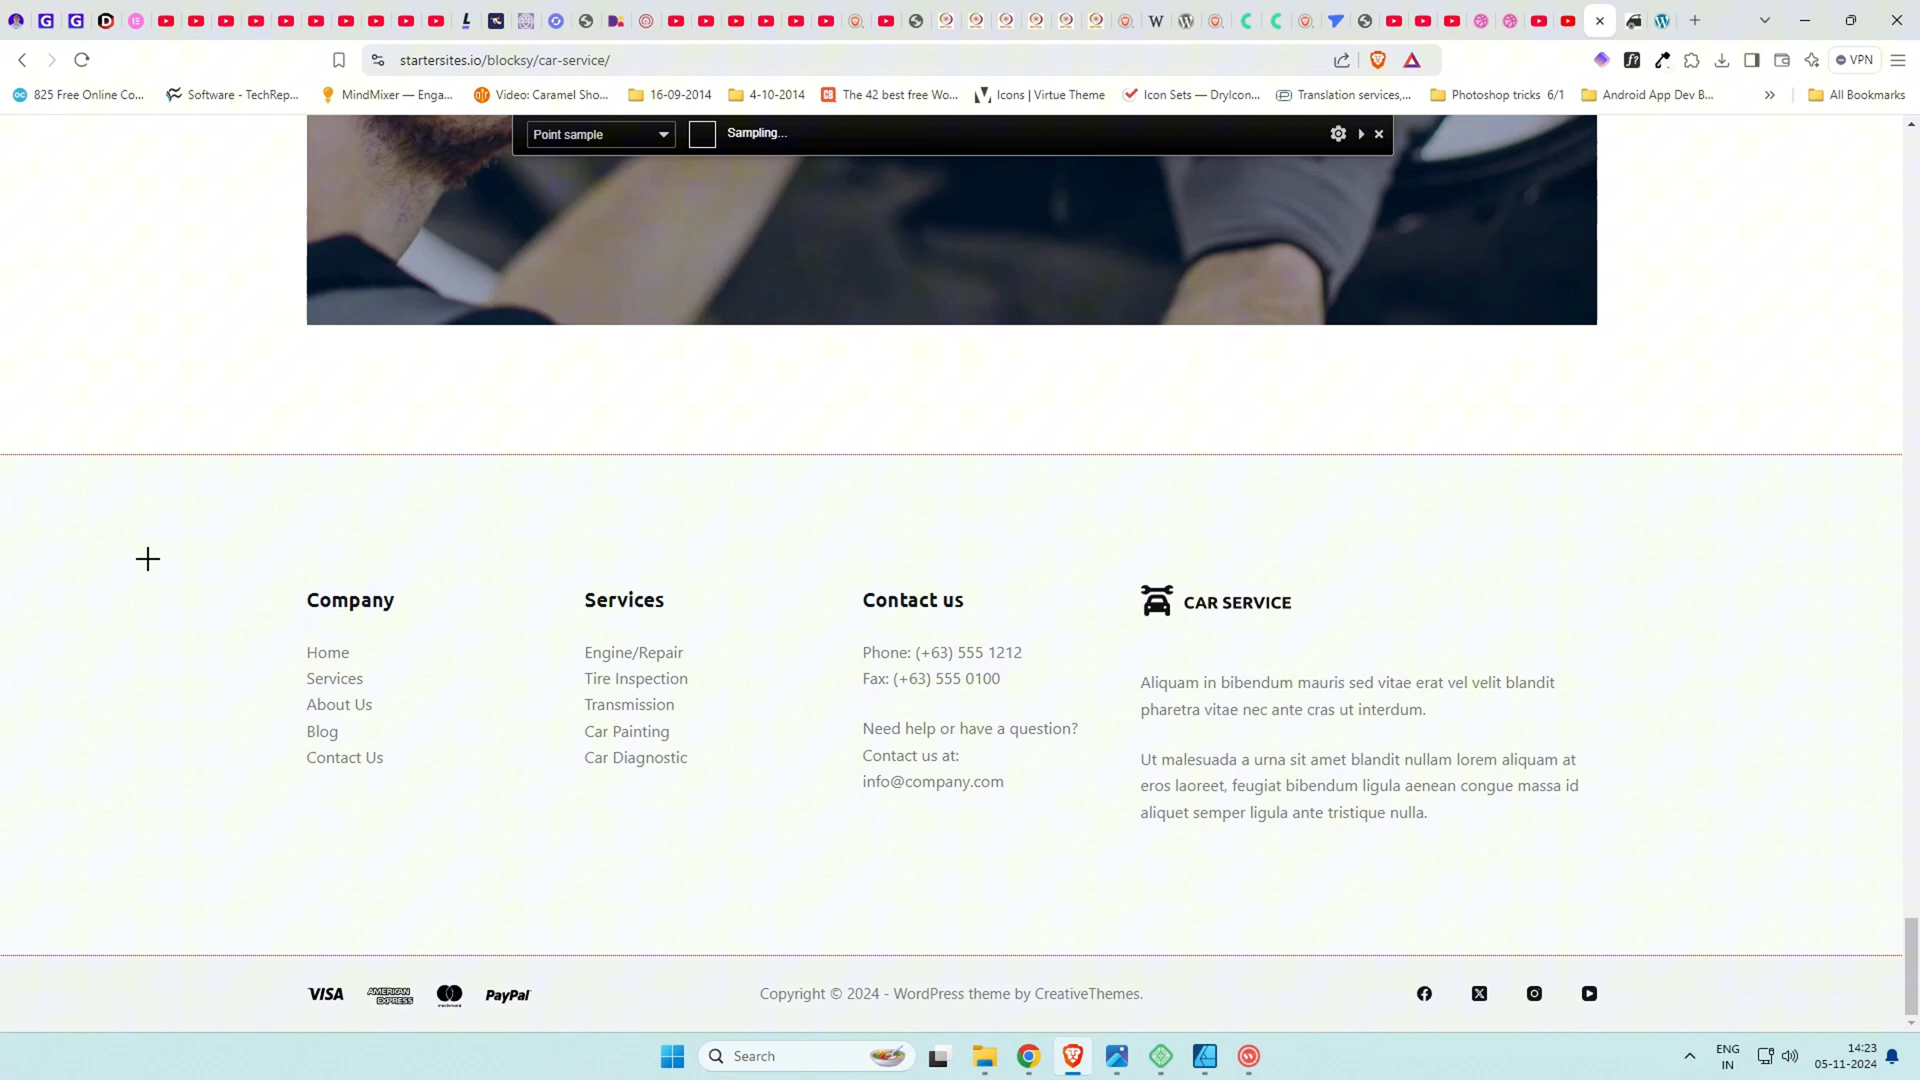 startersites.io/blocksy/car-service/
VPN
825 Free Online Co...
Software - TechRep...
MindMixer — Enga...
Video: Caramel Sho...
16-09-2014
4-10-2014
The 42 best free Wo...
Icons | Virtue Theme
Icon Sets — DryIcon...
Translation services,...
Photoshop tricks 6/1
Android App Dev B...
All Bookmarks
Point sample
Sampling...
Company
Home
Services
About Us
Blog
Contact Us
Services
Engine/Repair
Tire Inspection
Transmission
Car Painting
Car Diagnostic
Contact us
Phone: (+63) 555 1212
Fax: (+63) 555 0100
Need help or have a question?
Contact us at:
info@company.com
CAR SERVICE
Aliquam in bibendum mauris sed vitae erat vel velit blandit
pharetra vitae nec ante cras ut interdum.
Ut malesuada a urna sit amet blandit nullam lorem aliquam at
eros laoreet, feugiat bibendum ligula aenean congue massa id
aliquet semper ligula ante tristique nulla.
VISA
AMERICAN
EXPRESS
PayPal
Copyright © 2024 - WordPress theme by CreativeThemes.
Search
ENG
IN
14:23
05-11-2024